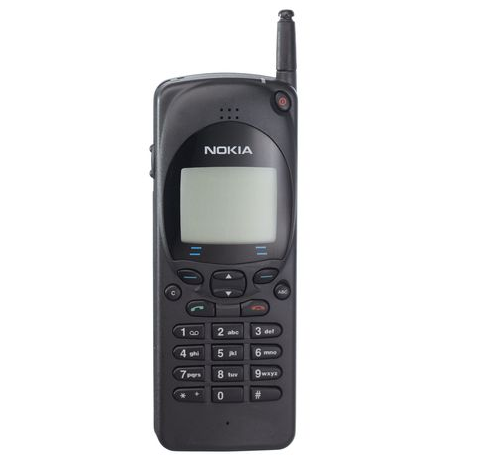 NOKIA
C
ABC
1
2 abc
3 def
4 ghi
5 jkl
6 mno
7 pqrs
8 tuv
9 wxyz
* +
0
#